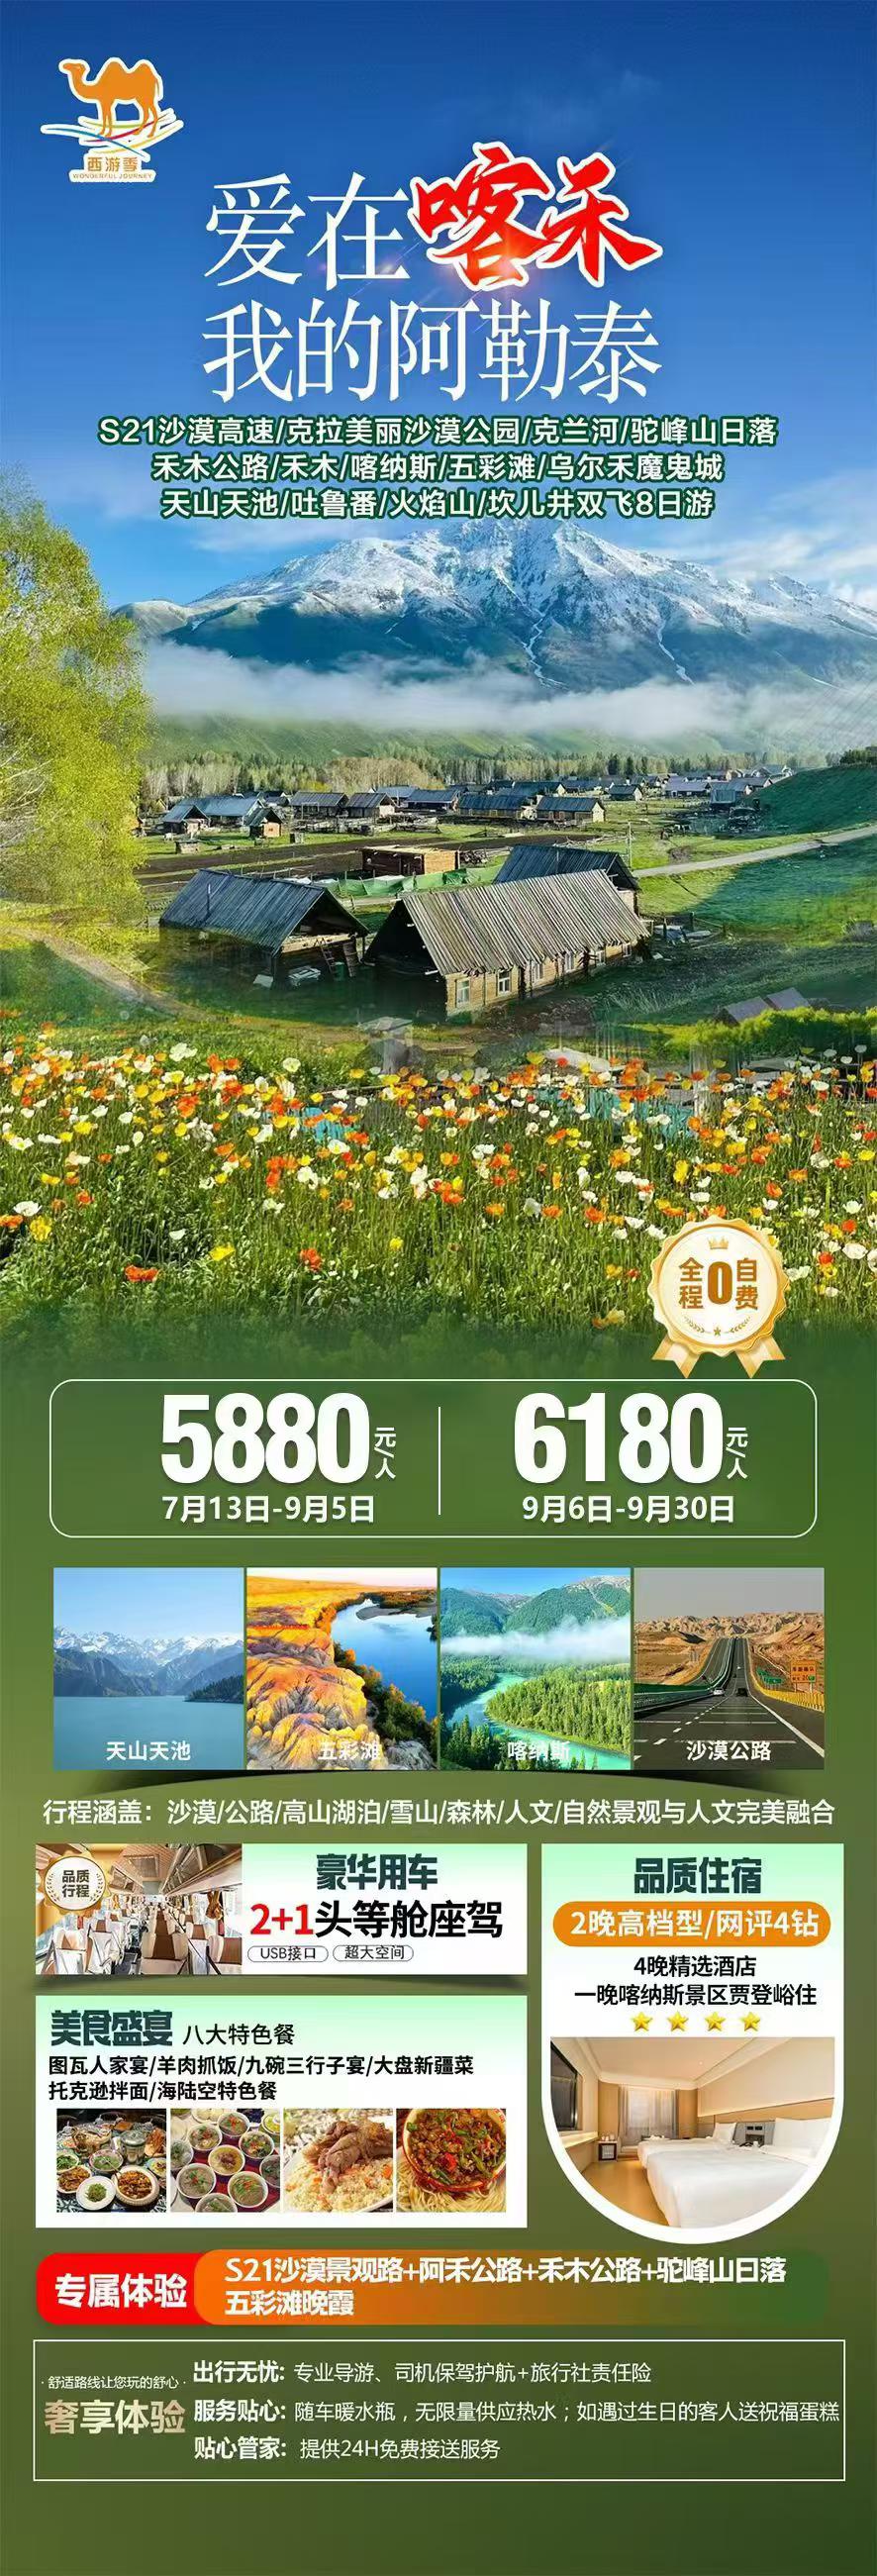 西游季
WONDERFUL JOURNEY
爱在喀禾
我的阿勒泰
S21沙漠高速/克拉美丽沙漠公园/克兰河/驼峰山日落
禾木公路/禾木/喀纳斯/五彩滩/乌尔禾魔鬼城
天山天池/吐鲁番/火焰山/坎儿井双飞8日游
全程0自费
5880元/人
7月13日-9月5日
6180元/人
9月6日-9月30日
天山天池
五彩滩
喀纳斯
沙漠公路
行程涵盖：沙漠/公路/高山湖泊/雪山/森林/人文/自然景观与人文完美融合
品质
行程
豪华用车
2+1头等舱座驾
USB接口
超大空间
美食盛宴 八大特色餐
图瓦人家宴/羊肉抓饭/九碗三行子宴/大盘新疆菜
托克逊拌面/海陆空特色餐
品质住宿
2晚高档型/网评4钻
4晚精选酒店
一晚喀纳斯景区贾登峪住
专属体验
S21沙漠景观路+阿禾公路+禾木公路+驼峰山日落
五彩滩晚霞
·舒适路线让您玩的舒心·
奢享体验
出行无忧: 专业导游、司机保驾护航+旅行社责任险
服务贴心: 随车暖水瓶，无限量供应热水；如遇过生日的客人送祝福蛋糕
贴心管家: 提供24H免费接送服务